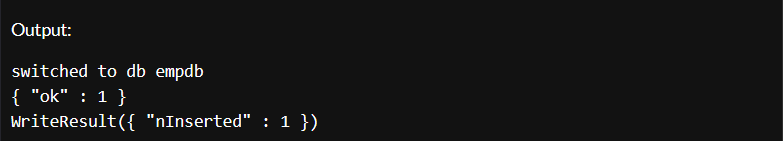 Output:
switched to db empdb
{ "ok" : 1 }
WriteResult({ "nInserted" : 1 })